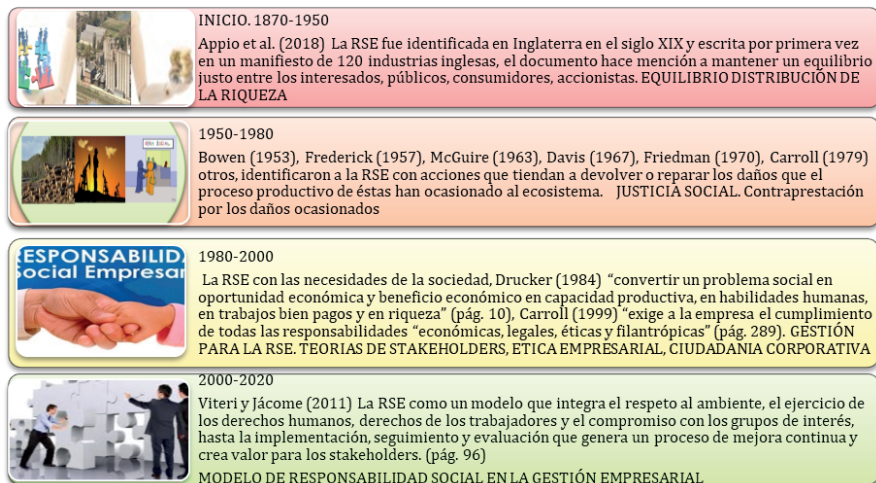 INICIO. 1870-1950
Appio et al. (2018) La RSE fue identificada en Inglaterra en el siglo XIX y escrita por primera vez
en un manifiesto de 120 industrias inglesas, el documento hace mención a mantener un equilibrio
justo entre los interesados, públicos, consumidores, accionistas. EQUILIBRIO DISTRIBUCIÓN DE
LA RIQUEZA
1950-1980
Bowen (1953), Frederick (1957), McGuire (1963), Davis (1967), Friedman (1970), Carroll (1979)
otros, identificaron a la RSE con acciones que tiendan a devolver o reparar los daños que el
proceso productivo de éstas han ocasionado al ecosistema. JUSTICIA SOCIAL. Contraprestación
por los daños ocasionados
RESPONSABILIDA
Social Empresar
1980-2000
La RSE con las necesidades de la sociedad, Drucker (1984) “convertir un problema social en
oportunidad económica y beneficio económico en capacidad productiva, en habilidades humanas,
en trabajos bien pagos y en riqueza” (pág. 10), Carroll (1999) “exige a la empresa el cumplimiento
de todas las responsabilidades “económicas, legales, éticas y filantrópicas” (pág. 289). GESTIÓN
PARA LA RSE. TEORIAS DE STAKEHOLDERS, ETICA EMPRESARIAL, CIUDADANIA CORPORATIVA
2000-2020
Viteri y Jácome (2011) La RSE como un modelo que integra el respeto al ambiente, el ejercicio de
los derechos humanos, derechos de los trabajadores y el compromiso con los grupos de interés,
hasta la implementación, seguimiento y evaluación que genera un proceso de mejora continua y
crea valor para los stakeholders. (pág. 96)
MODELO DE RESPONSABILIDAD SOCIAL EN LA GESTIÓN EMPRESARIAL